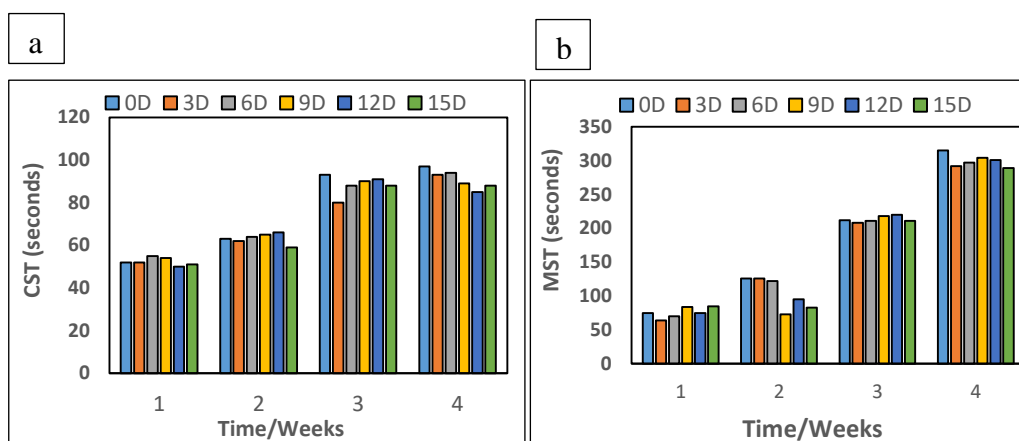 a
0D 3D 6D 9D 12D 15D
120
100
80
60
40
20
0
CST (seconds)
1 2 3 4
Time/Weeks
b
0D 3D 6D 9D 12D 15D
350
300
250
200
150
100
50
0
MST (seconds)
1 2 3 4
Time/Weeks